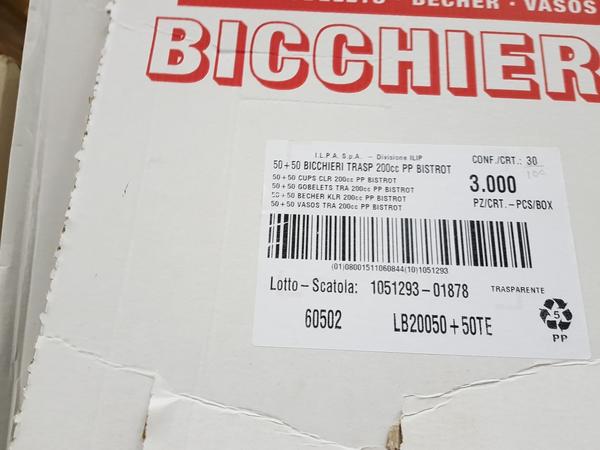 BECHER · VASOS
BICCHIER
I.L.P.A. S.p.A. - Divisione ILIP
50+50 BICCHIERI TRASP 200cc PP BISTROT
50+50 CUPS CLR 200cc PP BISTROT
50+50 GOBELETS TRA 200cc PP BISTROT
50+50 BECHER KLR 200cc PP BISTROT
50+50 VASOS TRA 200cc PP BISTROT
CONF./CRT.: 30
3.000
PZ/CRT.-PCS/BOX
(01)08001511060844(10)1051293
Lotto-Scatola: 1051293-01878
TRASPARENTE
60502 LB20050+50TE
5
PP